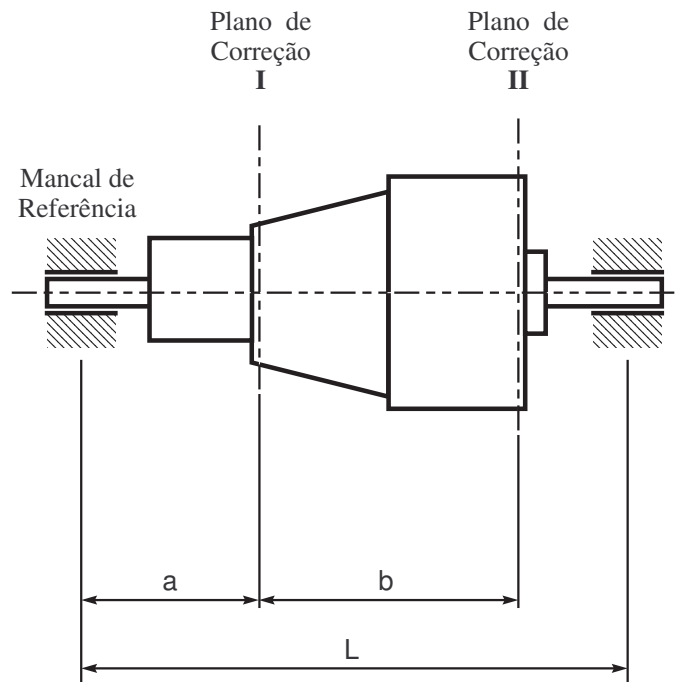 Plano de
Correção
I
Plano de
Correção
II
Mancal de
Referência
a
b
L